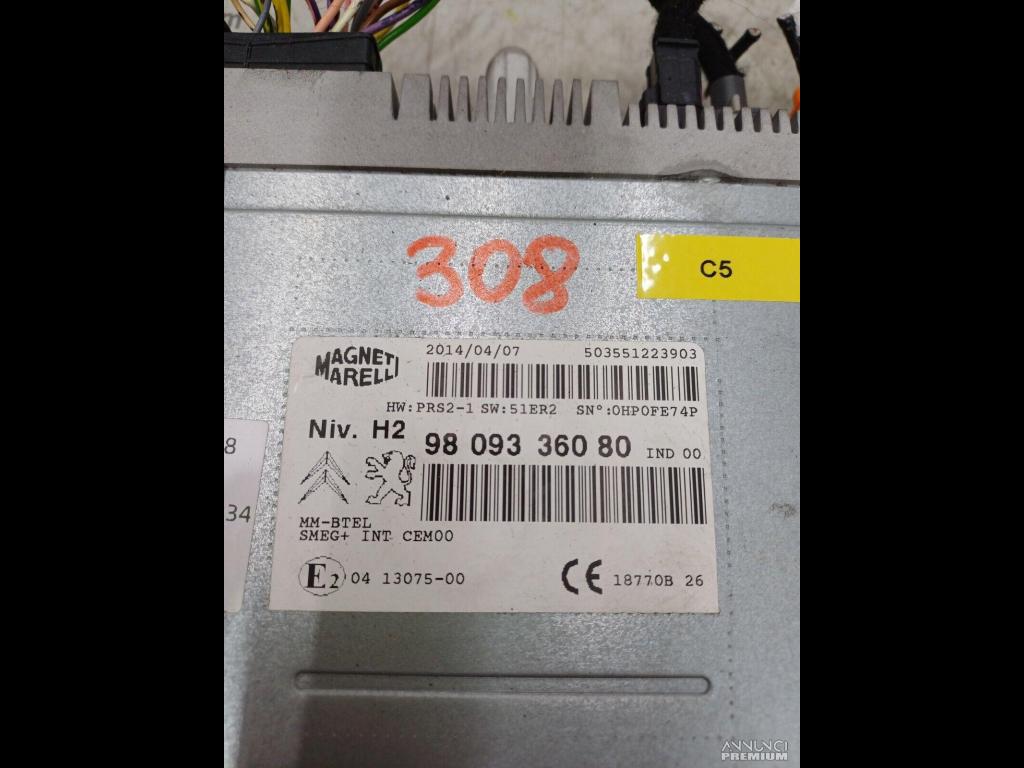 308
C5
MAGNETI MARELLI
2014/04/07 503551223903
HW:PRS2-1 SW:51ER2 SN°:0HP0FE74P
Niv. H2 98 093 360 80 IND 00
8
34
MM-BTEL
SMEG+ INT CEM00
E2 04 13075-00 CE 18770B 26
ANNUNCI
PREMIUM